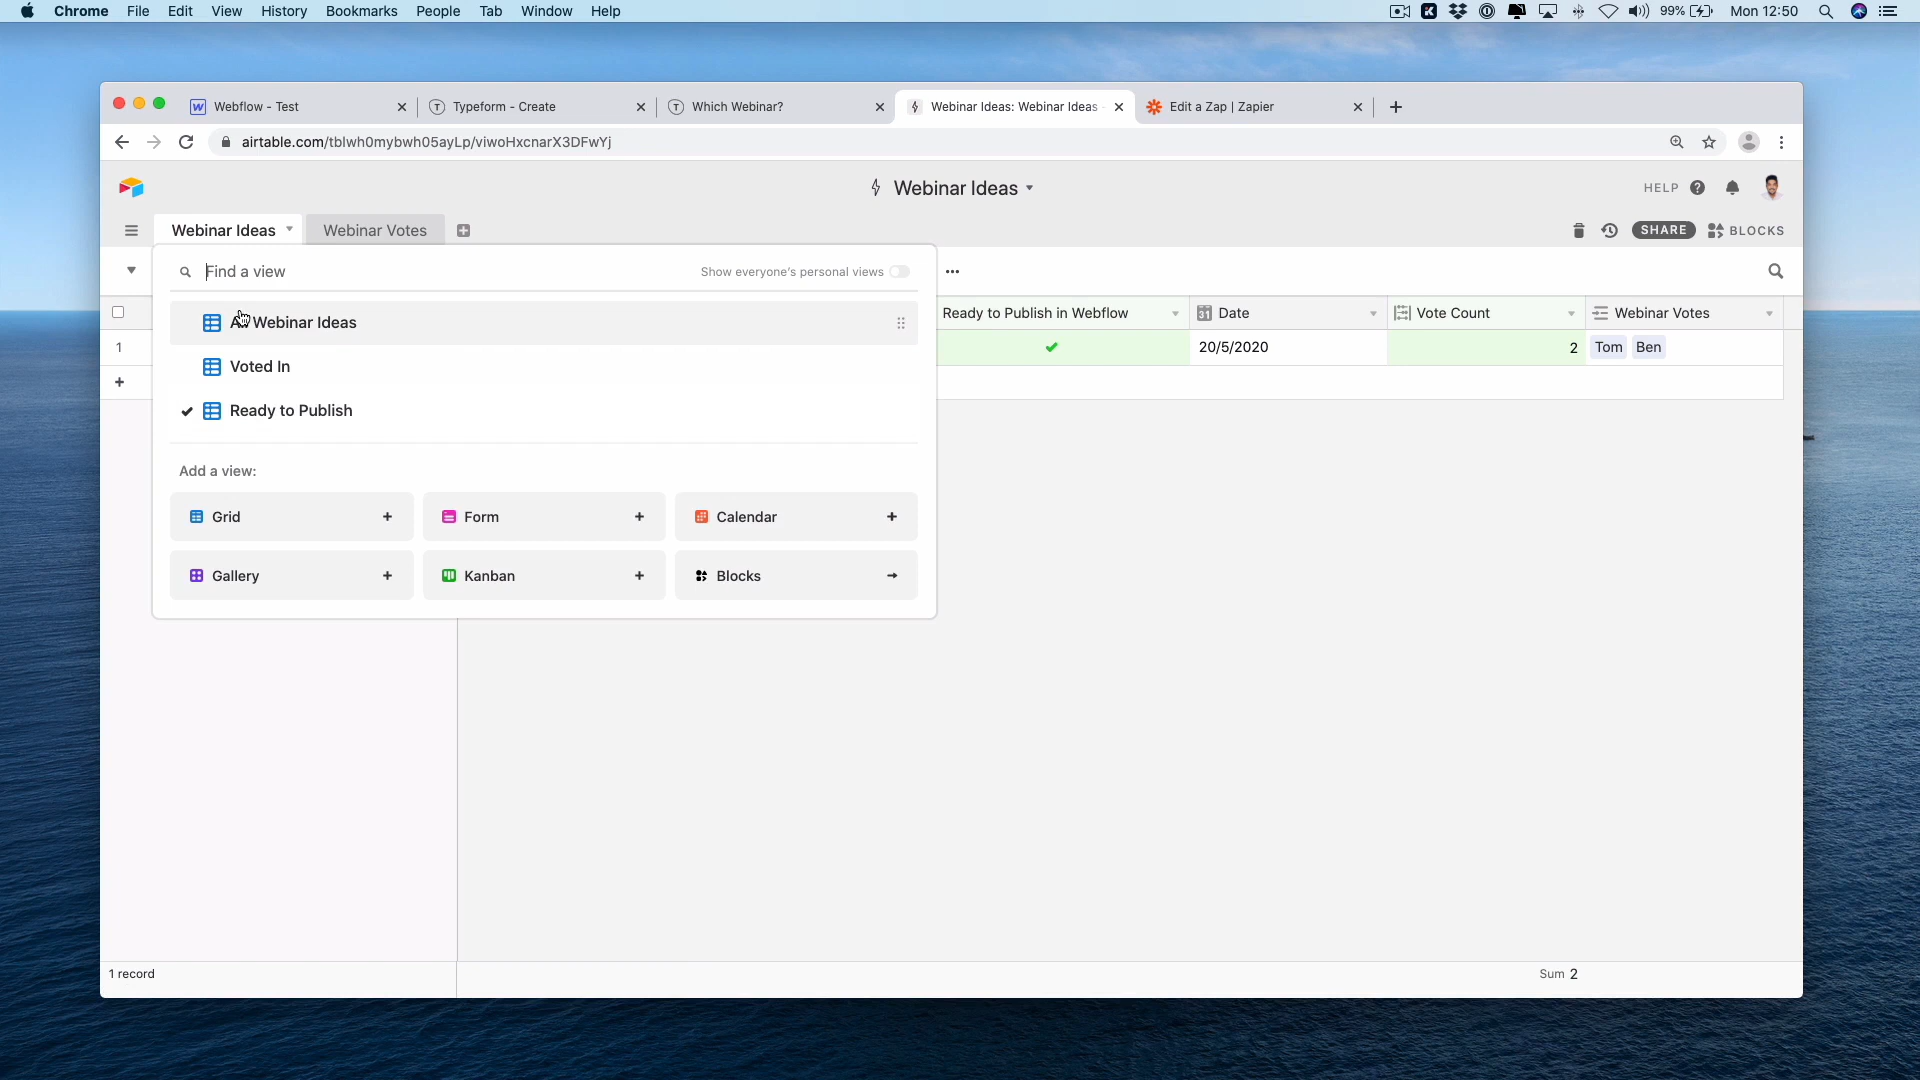 Chrome File Edit View History Bookmarks People Tab Window Help 99% Mon 12:50
Webflow - Test Typeform - Create Which Webinar? Webinar Ideas: Webinar Ideas Edit a Zap | Zapier
airtable.com/tblwh0mybwh05ayLp/viwoHxcnarX3DFwYj
Webinar Ideas HELP
Webinar Ideas Webinar Votes SHARE BLOCKS
Find a view Show everyone's personal views
Webinar Ideas
Ready to Publish in Webflow 31 Date Vote Count Webinar Votes
1 20/5/2020 2 Tom Ben
Voted In
Ready to Publish
Add a view:
Grid Form Calendar
Gallery Kanban Blocks
1 record Sum 2